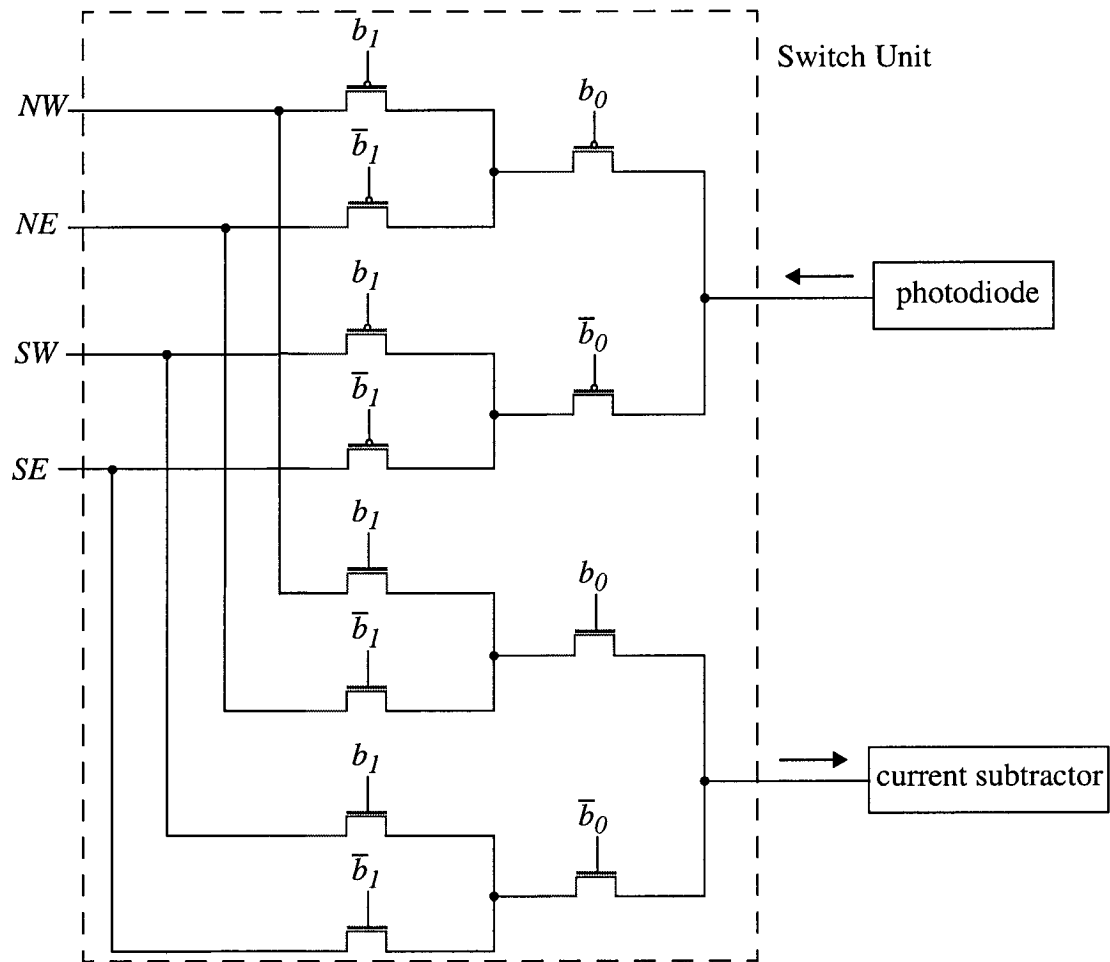 b₁
Switch Unit
NW
b₀
b̅₁
NE
b₁
photodiode
SW
b̅₀
b̅₁
SE
b₁
b₀
b̅₁
b₁
current subtractor
b̅₀
b̅₁